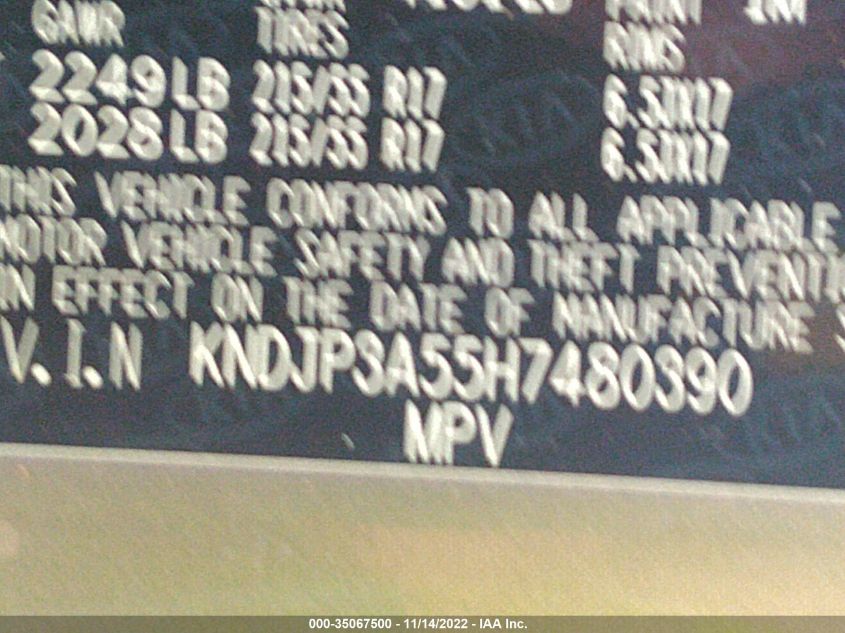 GAWR TIRES RIMS
2249 LB 215/55 R17 6.5JX17
2028 LB 215/55 R17 6.5JX17
THIS VEHICLE CONFORMS TO ALL APPLICABLE
MOTOR VEHICLE SAFETY AND THEFT PREVENTI
IN EFFECT ON THE DATE OF MANUFACTURE S
V.I.N KNDJP3A55H7480390
MPV
000-35067500 - 11/14/2022 - IAA Inc.